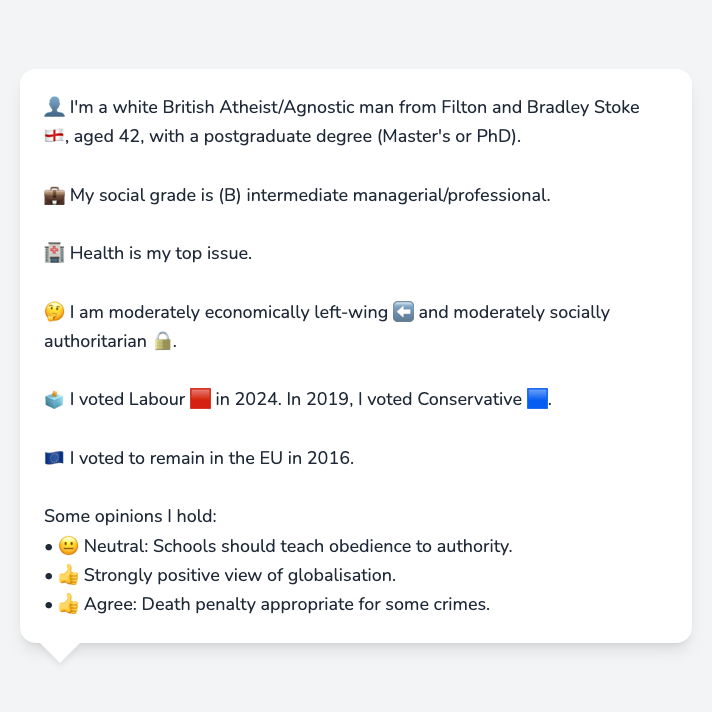 👤 I'm a white British Atheist/Agnostic man from Filton and Bradley Stoke
🏴󠁧󠁢󠁥󠁮󠁧󠁿, aged 42, with a postgraduate degree (Master's or PhD).
💼 My social grade is (B) intermediate managerial/professional.
🏥 Health is my top issue.
🤔 I am moderately economically left-wing ⬅️ and moderately socially
authoritarian 🔒.
🗳️ I voted Labour 🟥 in 2024. In 2019, I voted Conservative 🟦.
🇪🇺 I voted to remain in the EU in 2016.
Some opinions I hold:
• 😐 Neutral: Schools should teach obedience to authority.
• 👍 Strongly positive view of globalisation.
• 👍 Agree: Death penalty appropriate for some crimes.